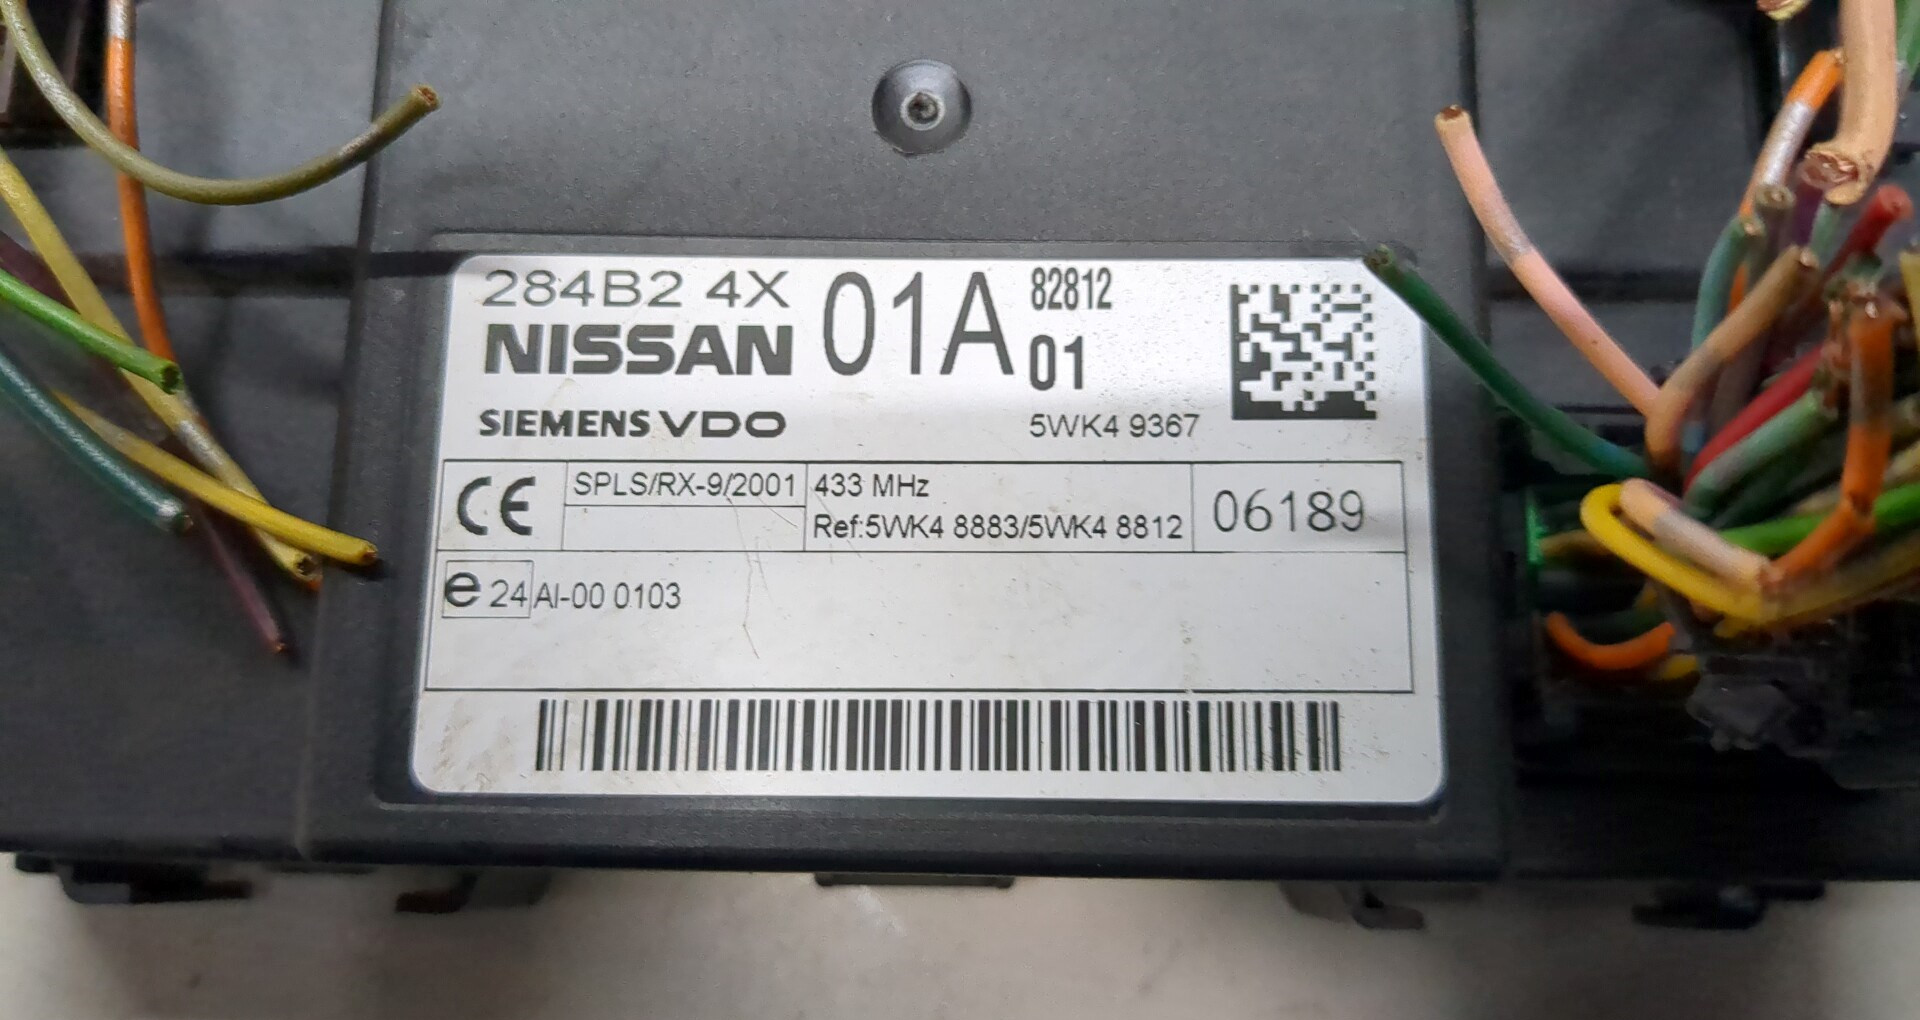 284B2 4X 01A 82812
NISSAN 01
SIEMENS VDO 5WK4 9367
CE SPLS/RX-9/2001 433 MHz 06189
Ref:5WK4 8883/5WK4 8812
e 24 AI-00 0103